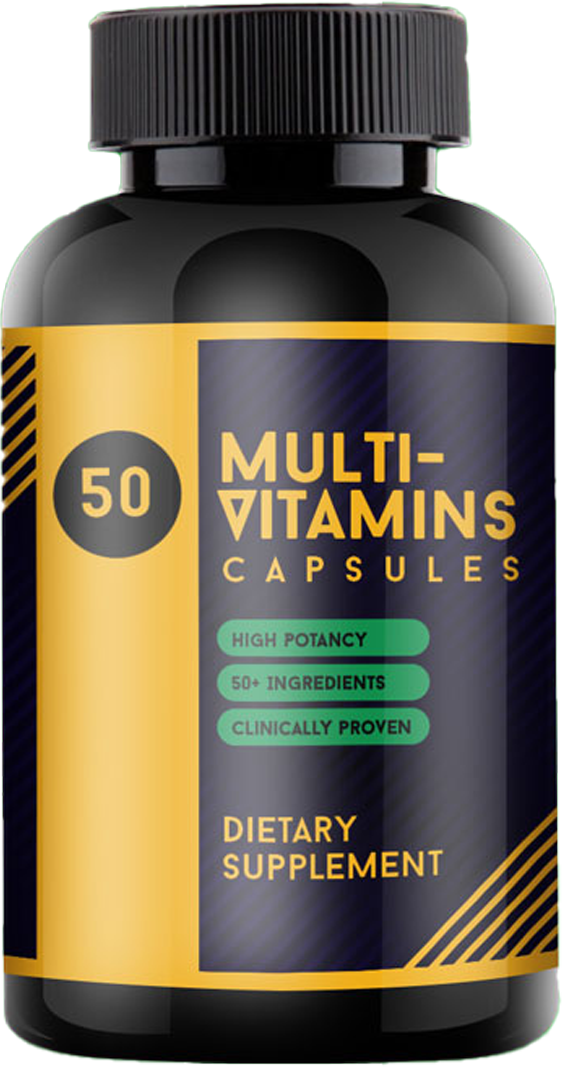 50
MULTI-
VITAMINS
CAPSULES
HIGH POTANCY
50+ INGREDIENTS
CLINICALLY PROVEN
DIETARY
SUPPLEMENT